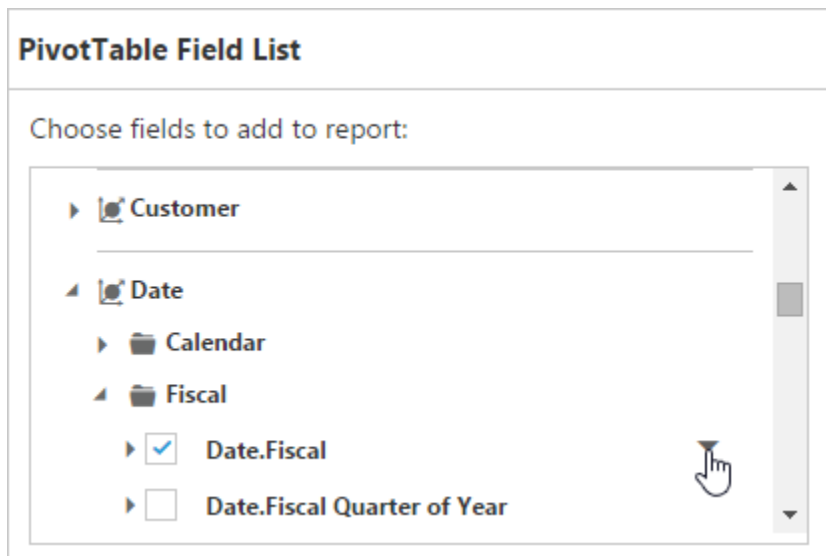 PivotTable Field List
Choose fields to add to report:
Customer
Date
Calendar
Fiscal
Date.Fiscal
Date.Fiscal Quarter of Year